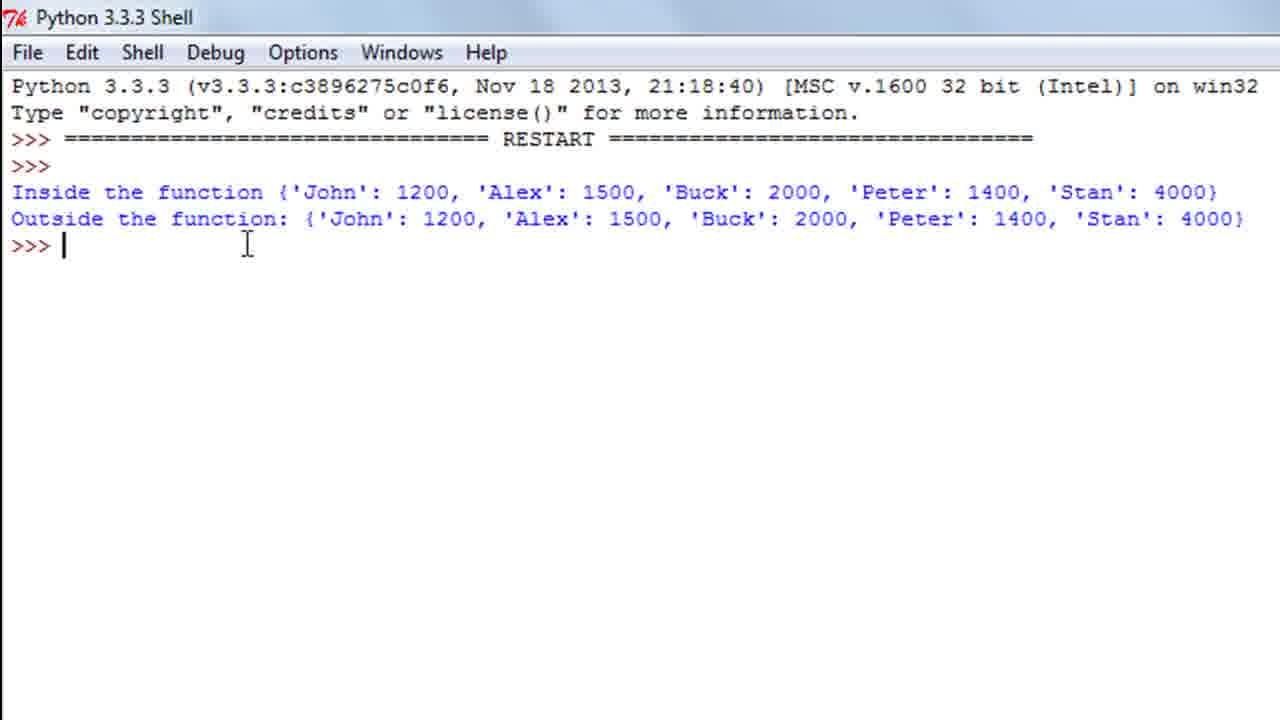 Python 3.3.3 Shell
File Edit Shell Debug Options Windows Help
Python 3.3.3 (v3.3.3:c3896275c0f6, Nov 18 2013, 21:18:40) [MSC v.1600 32 bit (Intel)] on win32
Type "copyright", "credits" or "license()" for more information.
>>> ================================ RESTART ================================
>>>
Inside the function {'John': 1200, 'Alex': 1500, 'Buck': 2000, 'Peter': 1400, 'Stan': 4000}
Outside the function: {'John': 1200, 'Alex': 1500, 'Buck': 2000, 'Peter': 1400, 'Stan': 4000}
>>>